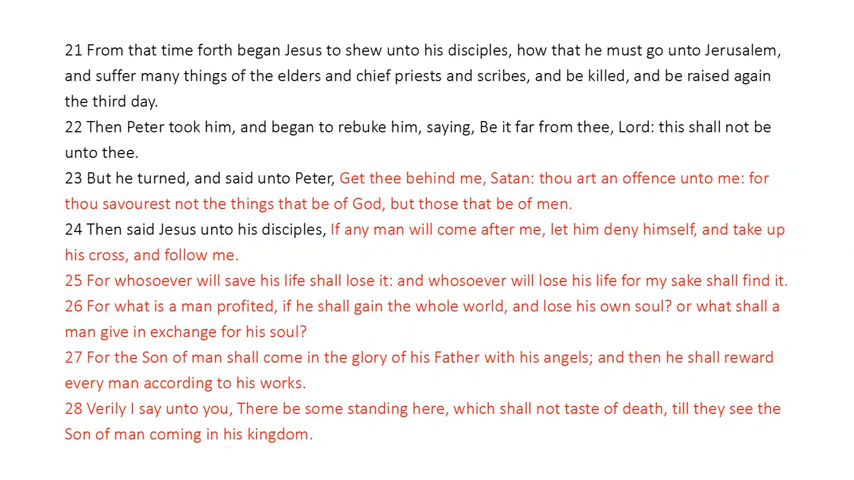 21 From that time forth began Jesus to shew unto his disciples, how that he must go unto Jerusalem,
and suffer many things of the elders and chief priests and scribes, and be killed, and be raised again
the third day.
22 Then Peter took him, and began to rebuke him, saying, Be it far from thee, Lord: this shall not be
unto thee.
23 But he turned, and said unto Peter, Get thee behind me, Satan: thou art an offence unto me: for
thou savourest not the things that be of God, but those that be of men.
24 Then said Jesus unto his disciples, If any man will come after me, let him deny himself, and take up
his cross, and follow me.
25 For whosoever will save his life shall lose it: and whosoever will lose his life for my sake shall find it.
26 For what is a man profited, if he shall gain the whole world, and lose his own soul? or what shall a
man give in exchange for his soul?
27 For the Son of man shall come in the glory of his Father with his angels; and then he shall reward
every man according to his works.
28 Verily I say unto you, There be some standing here, which shall not taste of death, till they see the
Son of man coming in his kingdom.